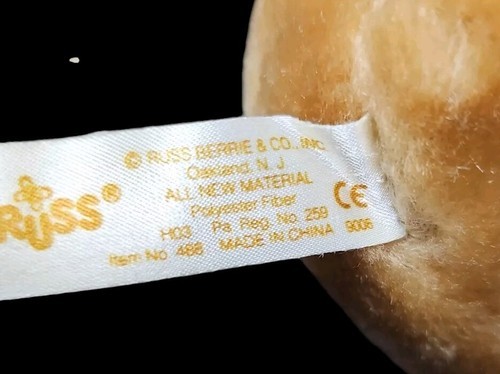 RUSS®
© RUSS BERRIE & CO., INC.
Oakland, N. J.
ALL NEW MATERIAL
Polyester Fiber
H03 Pa. Reg. No. 259
Item No 488 MADE IN CHINA 9006
CE